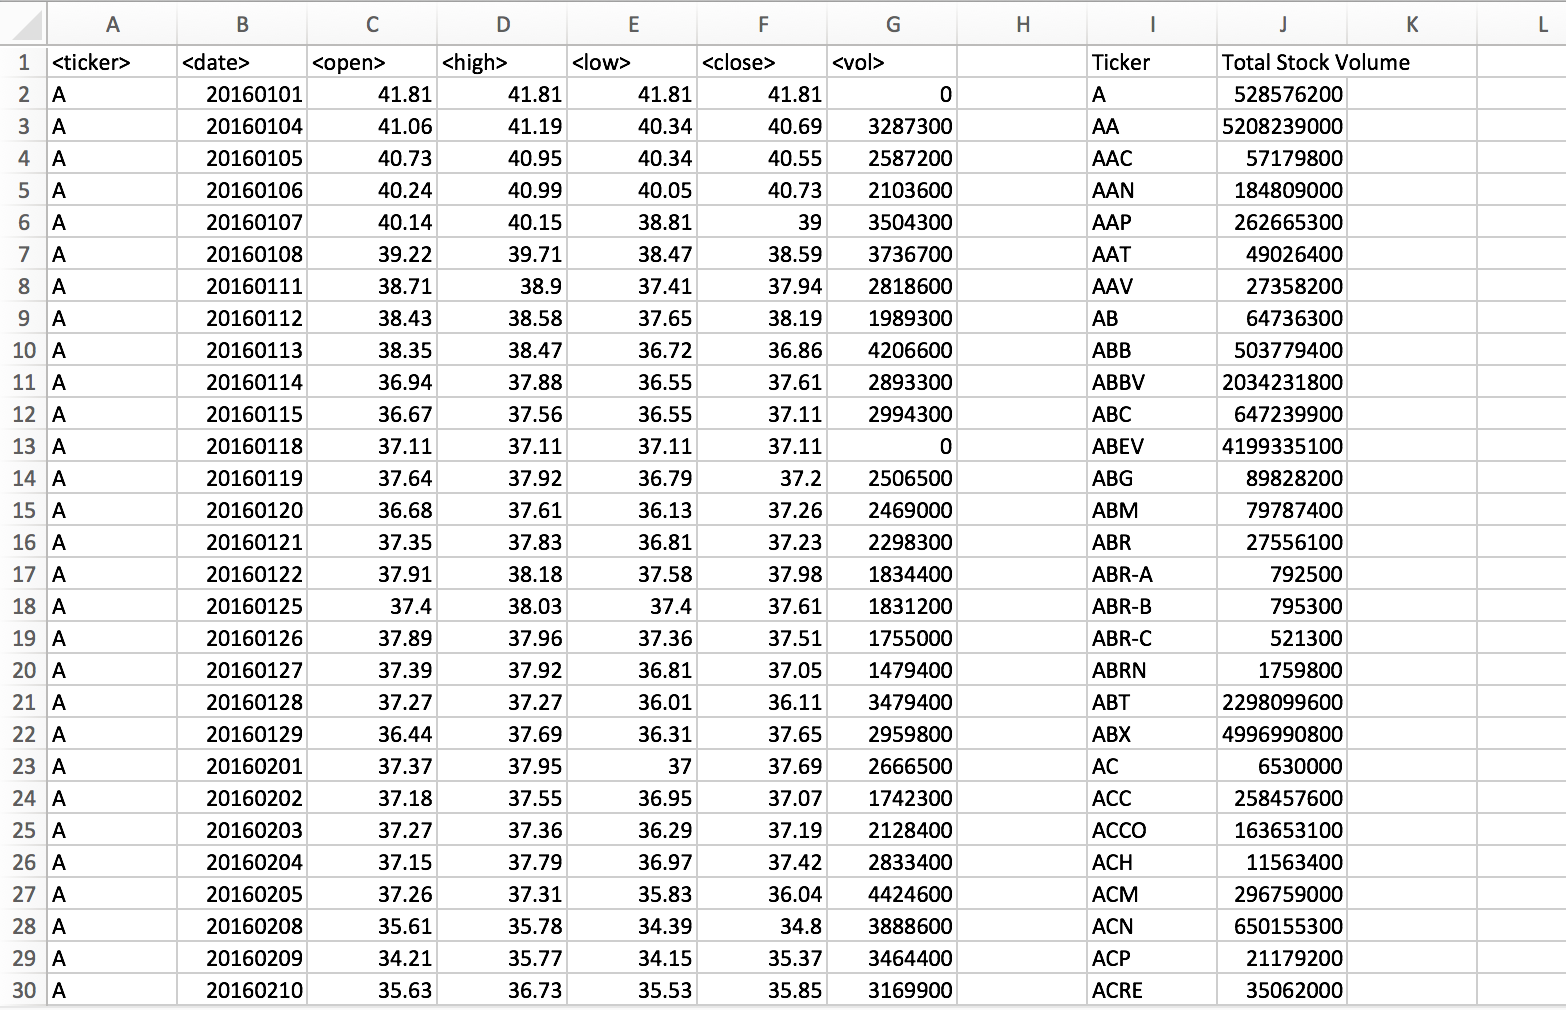 A B C D E F G H I J K L
1 <ticker> <date> <open> <high> <low> <close> <vol> Ticker Total Stock Volume
2 A 20160101 41.81 41.81 41.81 41.81 0 A 528576200
3 A 20160104 41.06 41.19 40.34 40.69 3287300 AA 5208239000
4 A 20160105 40.73 40.95 40.34 40.55 2587200 AAC 57179800
5 A 20160106 40.24 40.99 40.05 40.73 2103600 AAN 184809000
6 A 20160107 40.14 40.15 38.81 39 3504300 AAP 262665300
7 A 20160108 39.22 39.71 38.47 38.59 3736700 AAT 49026400
8 A 20160111 38.71 38.9 37.41 37.94 2818600 AAV 27358200
9 A 20160112 38.43 38.58 37.65 38.19 1989300 AB 64736300
10 A 20160113 38.35 38.47 36.72 36.86 4206600 ABB 503779400
11 A 20160114 36.94 37.88 36.55 37.61 2893300 ABBV 2034231800
12 A 20160115 36.67 37.56 36.55 37.11 2994300 ABC 647239900
13 A 20160118 37.11 37.11 37.11 37.11 0 ABEV 4199335100
14 A 20160119 37.64 37.92 36.79 37.2 2506500 ABG 89828200
15 A 20160120 36.68 37.61 36.13 37.26 2469000 ABM 79787400
16 A 20160121 37.35 37.83 36.81 37.23 2298300 ABR 27556100
17 A 20160122 37.91 38.18 37.58 37.98 1834400 ABR-A 792500
18 A 20160125 37.4 38.03 37.4 37.61 1831200 ABR-B 795300
19 A 20160126 37.89 37.96 37.36 37.51 1755000 ABR-C 521300
20 A 20160127 37.39 37.92 36.81 37.05 1479400 ABRN 1759800
21 A 20160128 37.27 37.27 36.01 36.11 3479400 ABT 2298099600
22 A 20160129 36.44 37.69 36.31 37.65 2959800 ABX 4996990800
23 A 20160201 37.37 37.95 37 37.69 2666500 AC 6530000
24 A 20160202 37.18 37.55 36.95 37.07 1742300 ACC 258457600
25 A 20160203 37.27 37.36 36.29 37.19 2128400 ACCO 163653100
26 A 20160204 37.15 37.79 36.97 37.42 2833400 ACH 11563400
27 A 20160205 37.26 37.31 35.83 36.04 4424600 ACM 296759000
28 A 20160208 35.61 35.78 34.39 34.8 3888600 ACN 650155300
29 A 20160209 34.21 35.77 34.15 35.37 3464400 ACP 21179200
30 A 20160210 35.63 36.73 35.53 35.85 3169900 ACRE 35062000